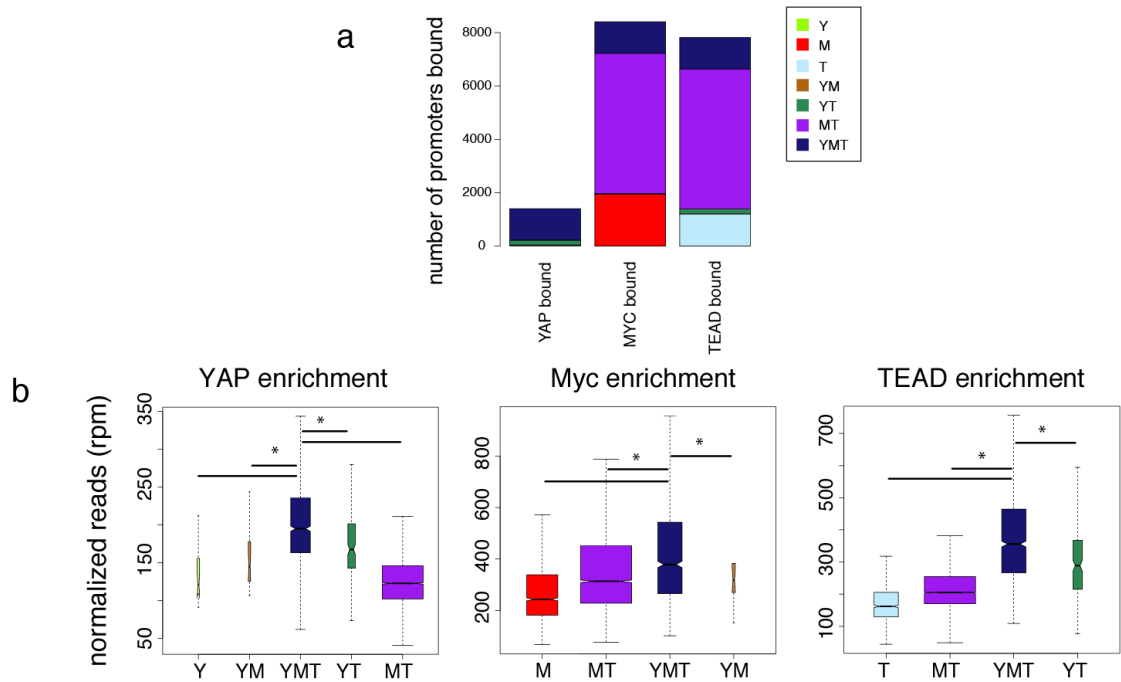 a
number of promoters bound
8000
6000
4000
2000
0
YAP bound
MYC bound
TEAD bound
Y
M
T
YM
YT
MT
YMT
b
YAP enrichment
normalized reads (rpm)
350
250
150
50
* * *
Y YM YMT YT MT
Myc enrichment
800
600
400
200
* *
M MT YMT YM
TEAD enrichment
700
500
300
100
* *
T MT YMT YT